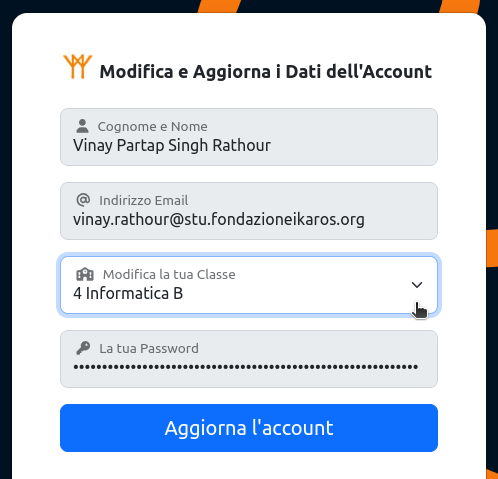 Modifica e Aggiorna i Dati dell'Account
Cognome e Nome
Vinay Partap Singh Rathour
Indirizzo Email
vinay.rathour@stu.fondazioneikaros.org
Modifica la tua Classe
4 Informatica B
La tua Password
Aggiorna l'account